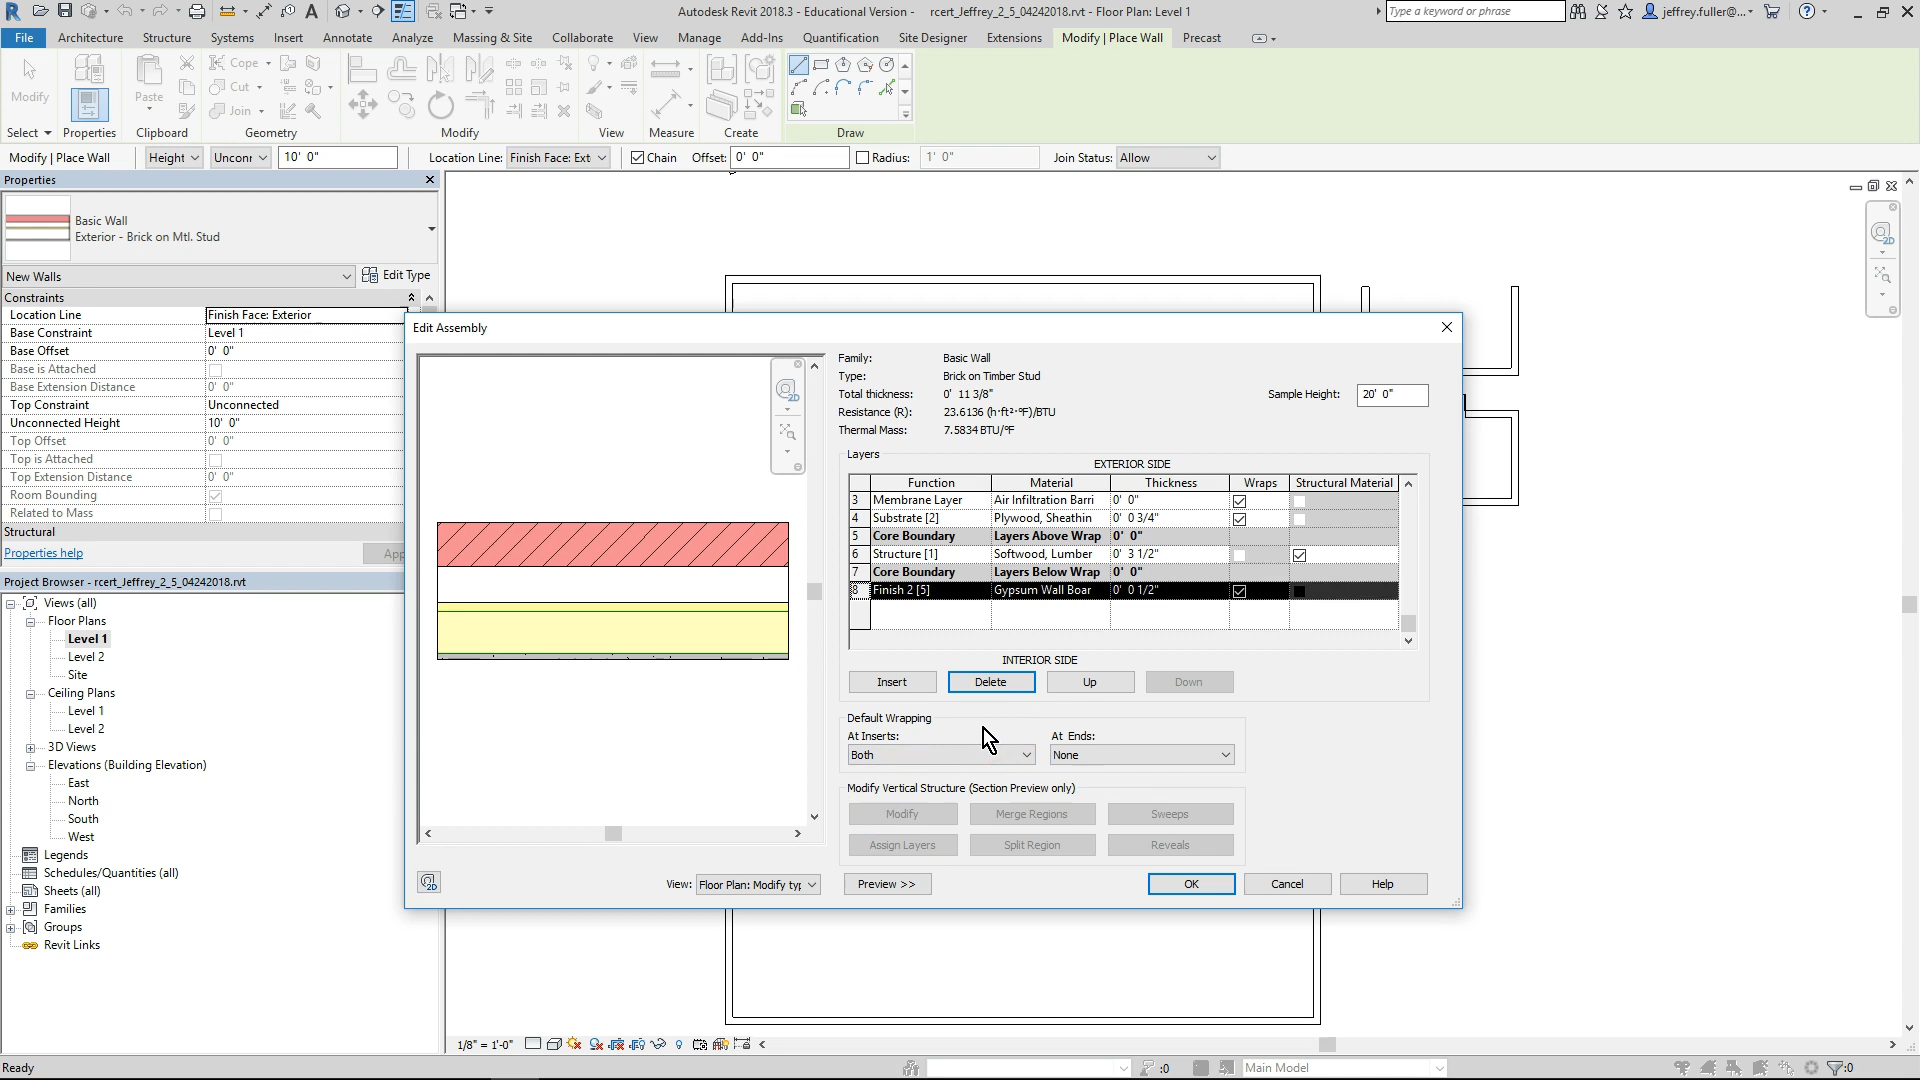 Autodesk Revit 2018.3 - Educational Version - rcert_Jeffrey_2_5_04242018.rvt - Floor Plan: Level 1
Type a keyword or phrase
jeffrey.fuller@...
File Architecture Structure Systems Insert Annotate Analyze Massing & Site Collaborate View Manage Add-Ins Quantification Site Designer Extensions Modify | Place Wall Precast
Modify
Paste
Cope
Cut
Join
Select Properties Clipboard Geometry Modify View Measure Create Draw
Modify | Place Wall Height Unconr 10' 0" Location Line: Finish Face: Ext Chain Offset: 0' 0" Radius: 1' 0" Join Status: Allow
Properties
Basic Wall
Exterior - Brick on Mtl. Stud
New Walls Edit Type
Constraints
Location Line Finish Face: Exterior
Base Constraint Level 1
Base Offset 0' 0"
Base is Attached
Base Extension Distance 0' 0"
Top Constraint Unconnected
Unconnected Height 10' 0"
Top Offset 0' 0"
Top is Attached
Top Extension Distance 0' 0"
Room Bounding
Related to Mass
Structural
Properties help App
Project Browser - rcert_Jeffrey_2_5_04242018.rvt
Views (all)
Floor Plans
Level 1
Level 2
Site
Ceiling Plans
Level 1
Level 2
3D Views
Elevations (Building Elevation)
East
North
South
West
Legends
Schedules/Quantities (all)
Sheets (all)
Families
Groups
Revit Links
Edit Assembly
2D
Family: Basic Wall
Type: Brick on Timber Stud
Total thickness: 0' 11 3/8"
Resistance (R): 23.6136 (h·ft²·°F)/BTU
Thermal Mass: 7.5834 BTU/°F
Sample Height: 20' 0"
Layers
EXTERIOR SIDE
Function Material Thickness Wraps Structural Material
3 Membrane Layer Air Infiltration Barri 0' 0"
4 Substrate [2] Plywood, Sheathin 0' 0 3/4"
5 Core Boundary Layers Above Wrap 0' 0"
6 Structure [1] Softwood, Lumber 0' 3 1/2"
7 Core Boundary Layers Below Wrap 0' 0"
8 Finish 2 [5] Gypsum Wall Boar 0' 0 1/2"
INTERIOR SIDE
Insert Delete Up Down
Default Wrapping
At Inserts: At Ends:
Both None
Modify Vertical Structure (Section Preview only)
Modify Merge Regions Sweeps
Assign Layers Split Region Reveals
View: Floor Plan: Modify typ Preview >> OK Cancel Help
2D
2D
1/8" = 1'-0"
Ready :0 Main Model :0